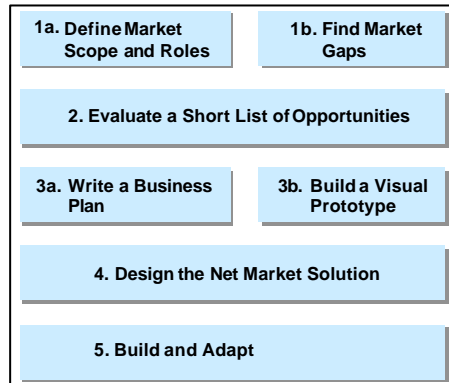 1a. Define Market
Scope and Roles
1b. Find Market
Gaps
2. Evaluate a Short List of Opportunities
3a. Write a Business
Plan
3b. Build a Visual
Prototype
4. Design the Net Market Solution
5. Build and Adapt